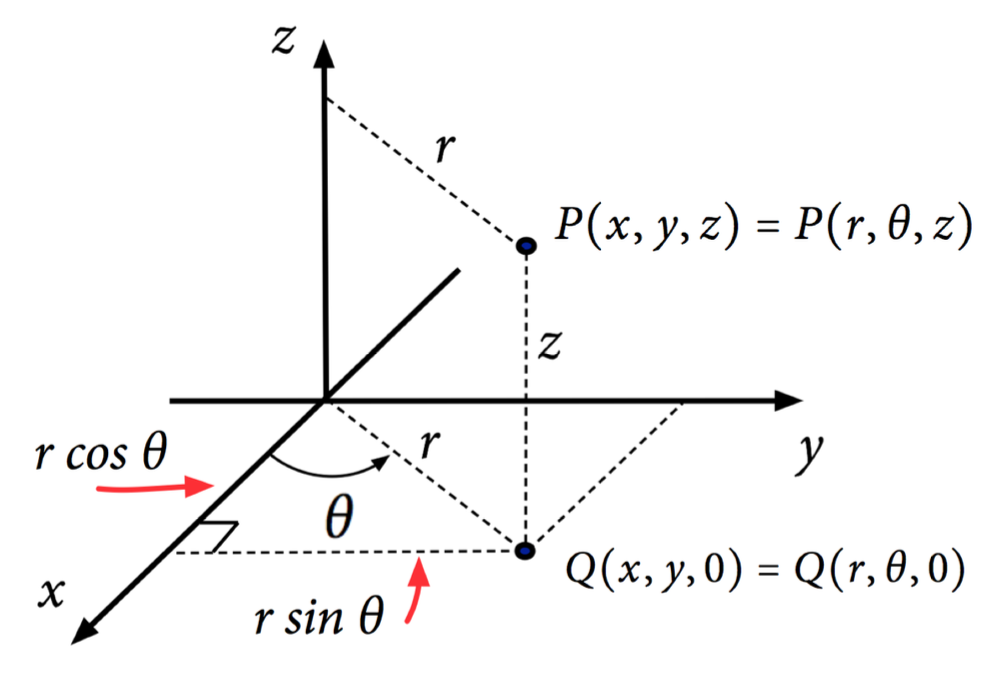 z
r
P(x, y, z) = P(r, θ, z)
z
r cos θ
r
y
θ
x
r sin θ
Q(x, y, 0) = Q(r, θ, 0)